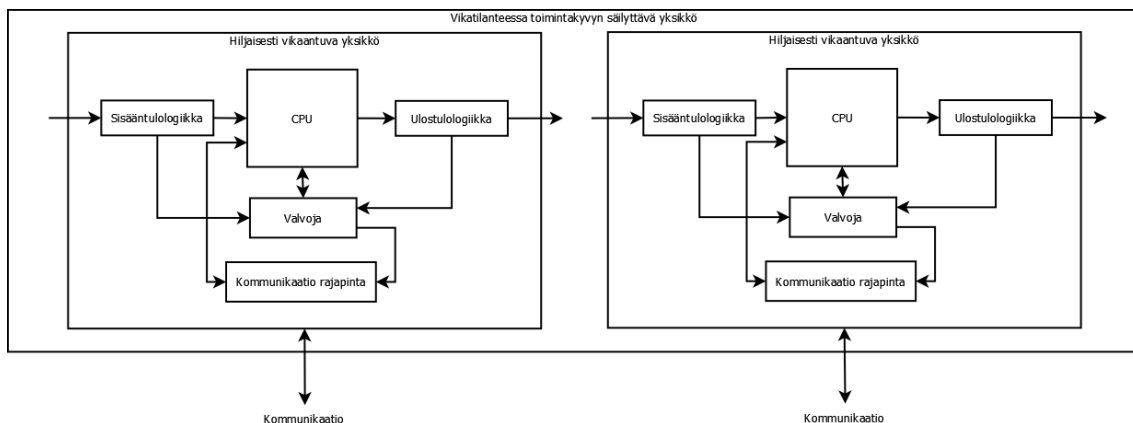 Vikatilanteessa toimintakyvyn säilyttävä yksikkö
Hiljaisesti vikaantuva yksikkö
Sisääntulologiikka
CPU
Ulostulologiikka
Valvoja
Kommunikaatio rajapinta
Kommunikaatio
Hiljaisesti vikaantuva yksikkö
Sisääntulologiikka
CPU
Ulostulologiikka
Valvoja
Kommunikaatio rajapinta
Kommunikaatio